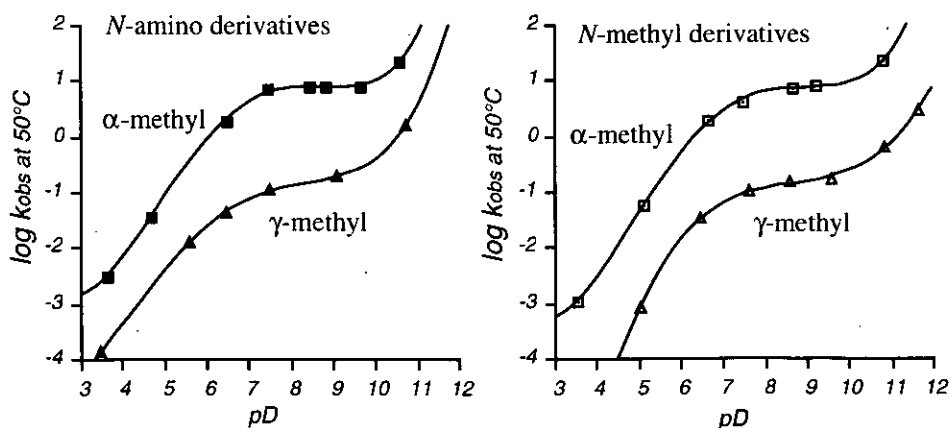 N-amino derivatives
α-methyl
γ-methyl
log kobs at 50°C
2
1
0
-1
-2
-3
-4
3 4 5 6 7 8 9 10 11 12
pD
N-methyl derivatives
α-methyl
γ-methyl
log kobs at 50°C
2
1
0
-1
-2
-3
-4
3 4 5 6 7 8 9 10 11 12
pD